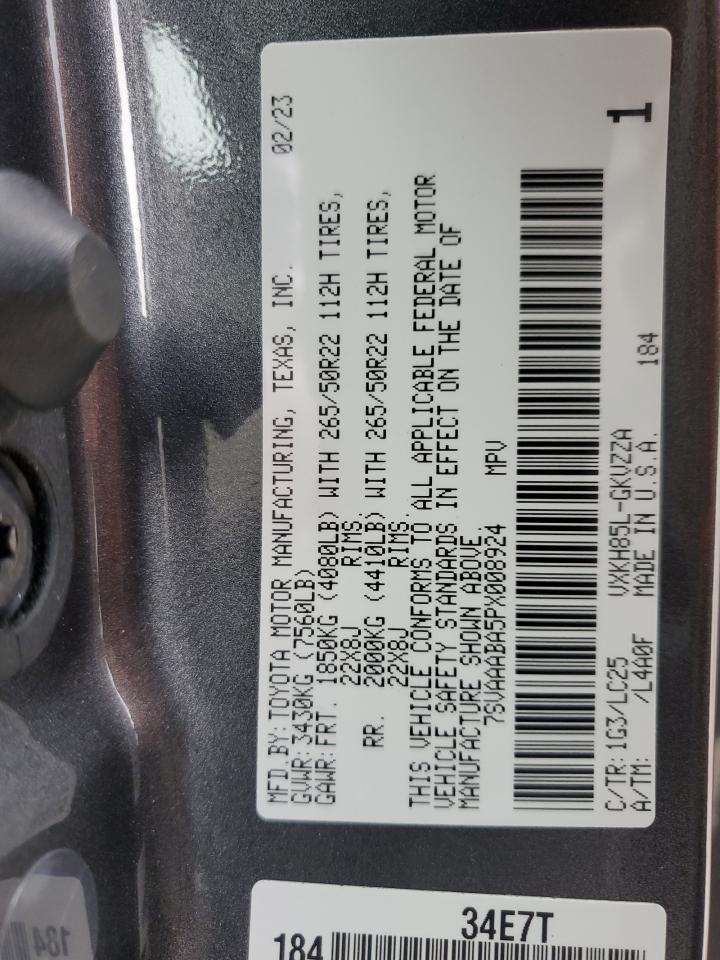 MFD.BY:TOYOTA MOTOR MANUFACTURING, TEXAS, INC. 02/23
GVWR:3430KG (7560LB)
GAWR:FRT. 1850KG (4080LB) WITH 265/50R22 112H TIRES,
22X8J RIMS.
RR. 2000KG (4410LB) WITH 265/50R22 112H TIRES,
22X8J RIMS.
THIS VEHICLE CONFORMS TO ALL APPLICABLE FEDERAL MOTOR
VEHICLE SAFETY STANDARDS IN EFFECT ON THE DATE OF
MANUFACTURE SHOWN ABOVE.
7SVAAABA5PX008924 MPV
C/TR:1G3/LC25 VXKH85L-GKVZZA
A/TM: /L4A0F MADE IN U.S.A. 184
1
34E7T
184
184